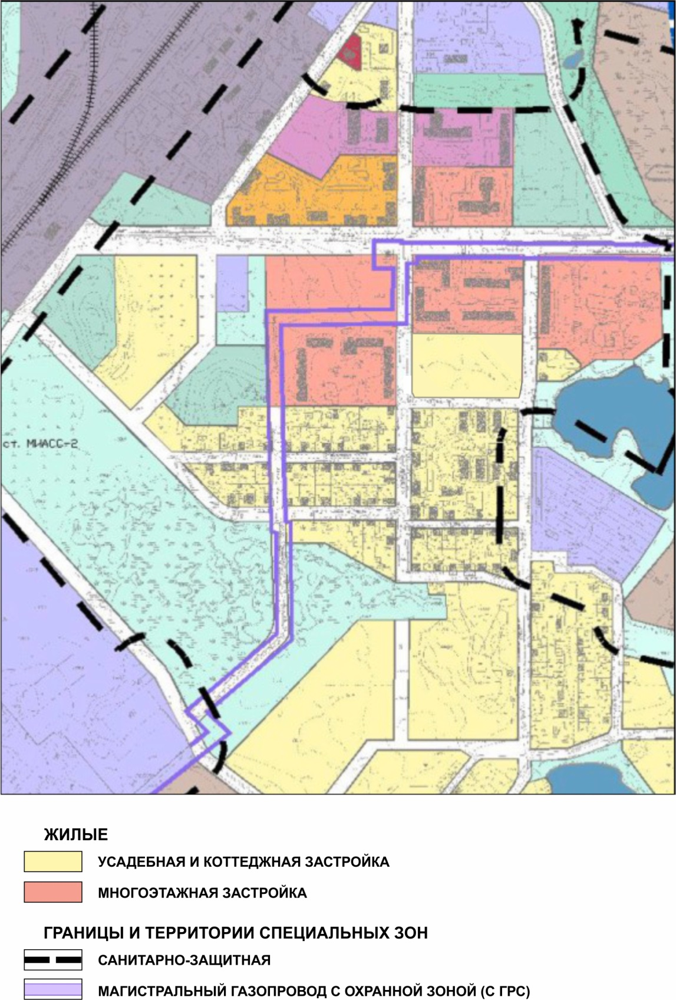 ст. МИАСС-2
ЖИЛЫЕ
УСАДЕБНАЯ И КОТТЕДЖНАЯ ЗАСТРОЙКА
МНОГОЭТАЖНАЯ ЗАСТРОЙКА
ГРАНИЦЫ И ТЕРРИТОРИИ СПЕЦИАЛЬНЫХ ЗОН
САНИТАРНО-ЗАЩИТНАЯ
МАГИСТРАЛЬНЫЙ ГАЗОПРОВОД С ОХРАННОЙ ЗОНОЙ (С ГРС)